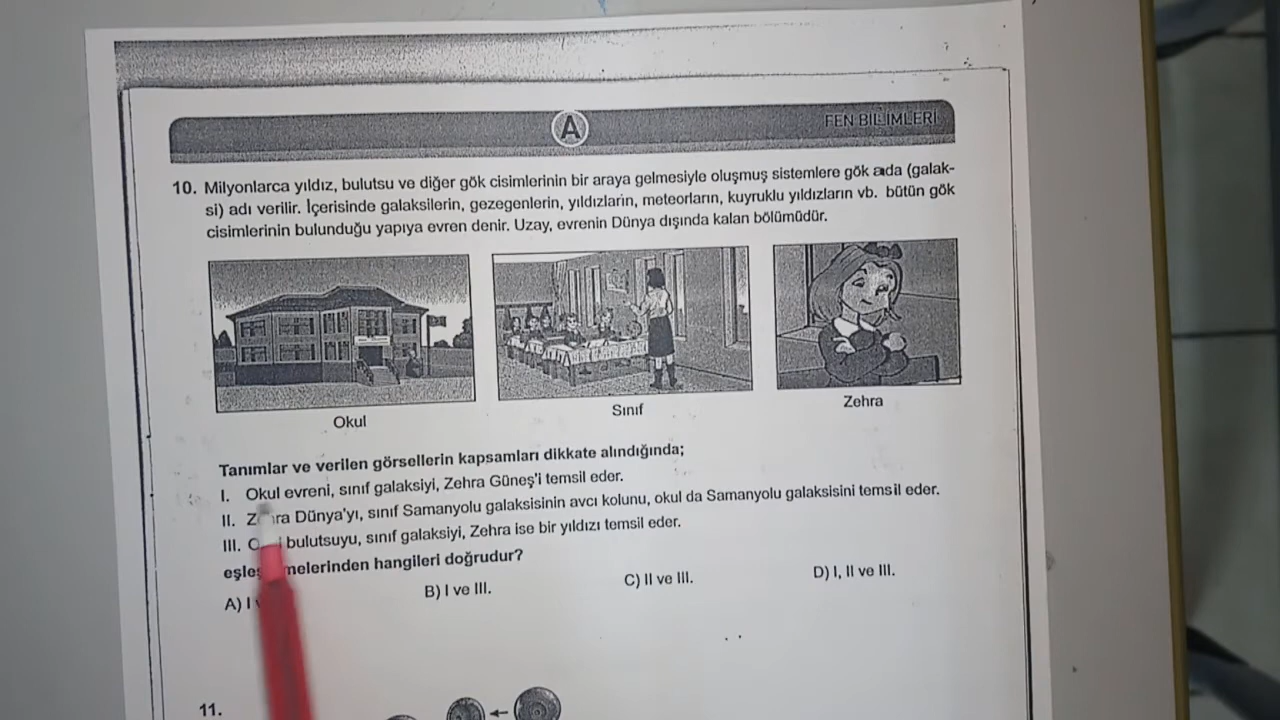 A
FEN BİLİMLERİ
10. Milyonlarca yıldız, bulutsu ve diğer gök cisimlerinin bir araya gelmesiyle oluşmuş sistemlere gök ada (galak-
si) adı verilir. İçerisinde galaksilerin, gezegenlerin, yıldızların, meteorların, kuyruklu yıldızların vb. bütün gök
cisimlerinin bulunduğu yapıya evren denir. Uzay, evrenin Dünya dışında kalan bölümüdür.
Okul
Sınıf
Zehra
Tanımlar ve verilen görsellerin kapsamları dikkate alındığında;
I. Okul evreni, sınıf galaksiyi, Zehra Güneş'i temsil eder.
II. Dünya'yı, sınıf Samanyolu galaksisinin avcı kolunu, okul da Samanyolu galaksisini temsil eder.
III. bulutsuyu, sınıf galaksiyi, Zehra ise bir yıldızı temsil eder.
hangileri doğrudur?
A) I
B) I ve III.
C) II ve III.
D) I, II ve III.
11.